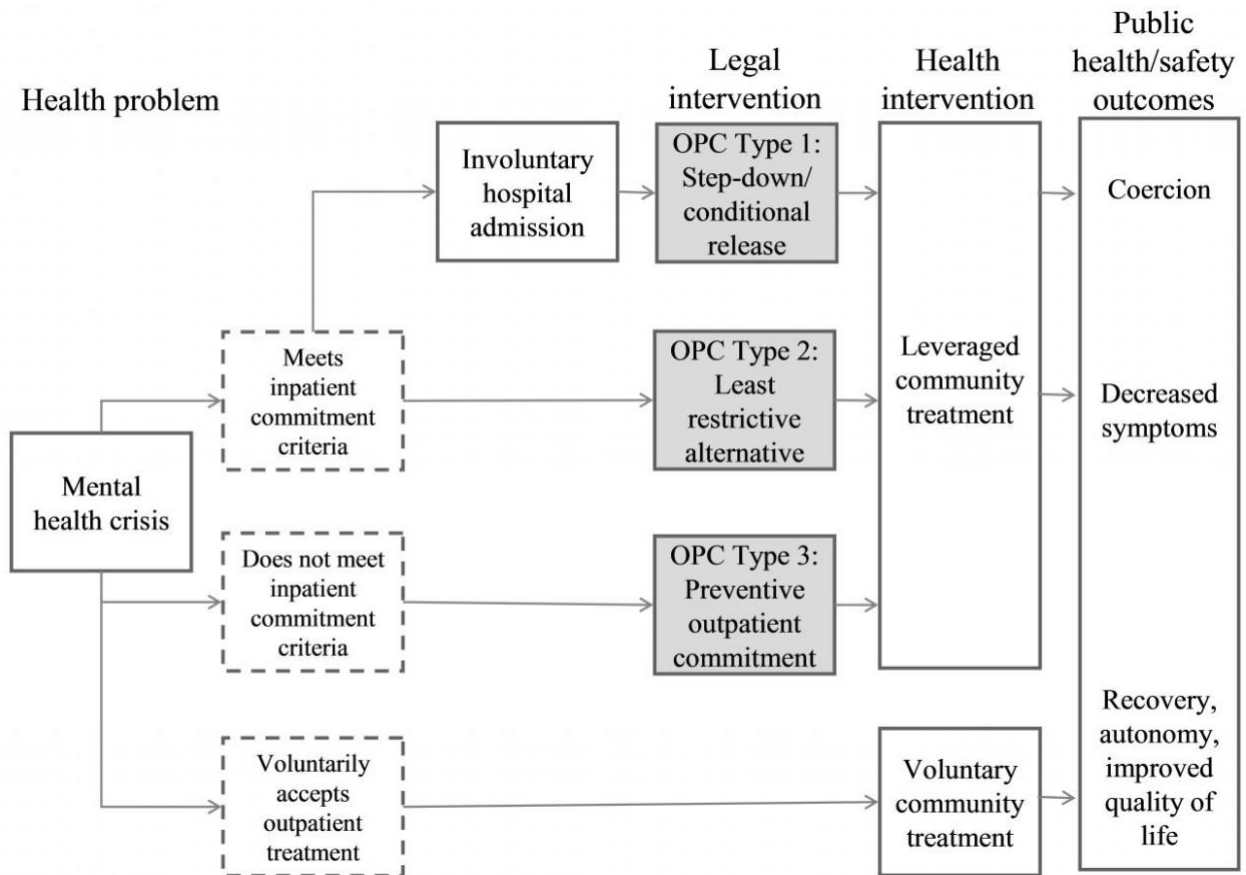 Health problem
Legal
intervention
Health
intervention
Public
health/safety
outcomes
Involuntary
hospital
admission
OPC Type 1:
Step-down/
conditional
release
Coercion
Meets
inpatient
commitment
criteria
OPC Type 2:
Least
restrictive
alternative
Leveraged
community
treatment
Decreased
symptoms
Mental
health crisis
Does not meet
inpatient
commitment
criteria
OPC Type 3:
Preventive
outpatient
commitment
Voluntarily
accepts
outpatient
treatment
Voluntary
community
treatment
Recovery,
autonomy,
improved
quality of
life